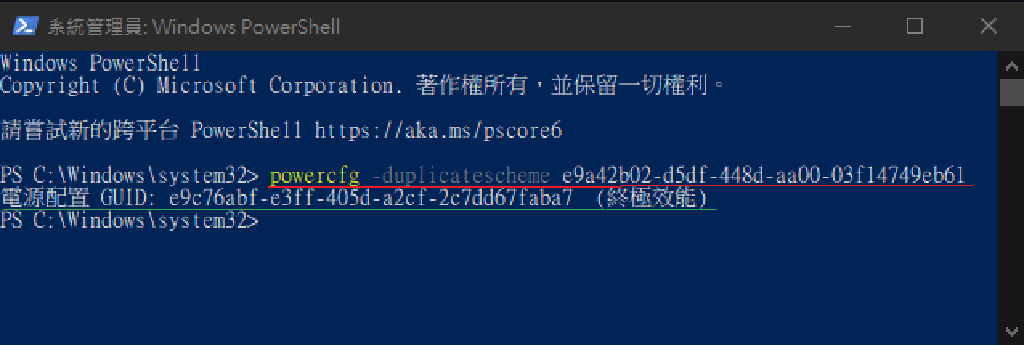 系統管理員: Windows PowerShell
Windows PowerShell
Copyright (C) Microsoft Corporation. 著作權所有，並保留一切權利。
請嘗試新的跨平台 PowerShell https://aka.ms/pscore6
PS C:\Windows\system32> powercfg -duplicatescheme e9a42b02-d5df-448d-aa00-03f14749eb61
電源配置 GUID: e9c76abf-e3ff-405d-a2cf-2c7dd67faba7  (終極效能)
PS C:\Windows\system32>